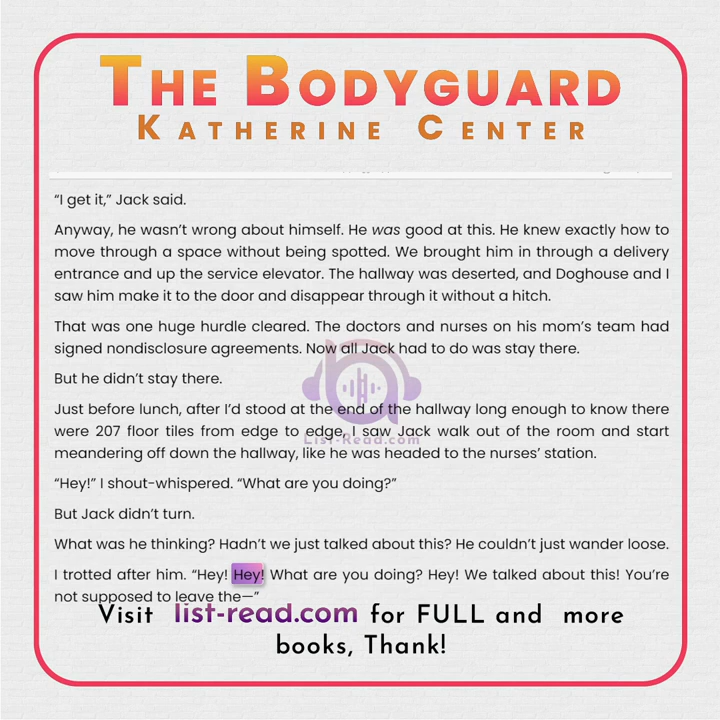 THE BODYGUARD
KATHERINE CENTER
“I get it,” Jack said.
Anyway, he wasn’t wrong about himself. He was good at this. He knew exactly how to
move through a space without being spotted. We brought him in through a delivery
entrance and up the service elevator. The hallway was deserted, and Doghouse and I
saw him make it to the door and disappear through it without a hitch.
That was one huge hurdle cleared. The doctors and nurses on his mom’s team had
signed nondisclosure agreements. Now all Jack had to do was stay there.
But he didn’t stay there.
Just before lunch, after I’d stood at the end of the hallway long enough to know there
were 207 floor tiles from edge to edge, I saw Jack walk out of the room and start
List-Read.com
meandering off down the hallway, like he was headed to the nurses’ station.
“Hey!” I shout-whispered. “What are you doing?”
But Jack didn’t turn.
What was he thinking? Hadn’t we just talked about this? He couldn’t just wander loose.
I trotted after him. “Hey! Hey! What are you doing? Hey! We talked about this! You’re
not supposed to leave the—”
Visit list-read.com for FULL and more
books, Thank!